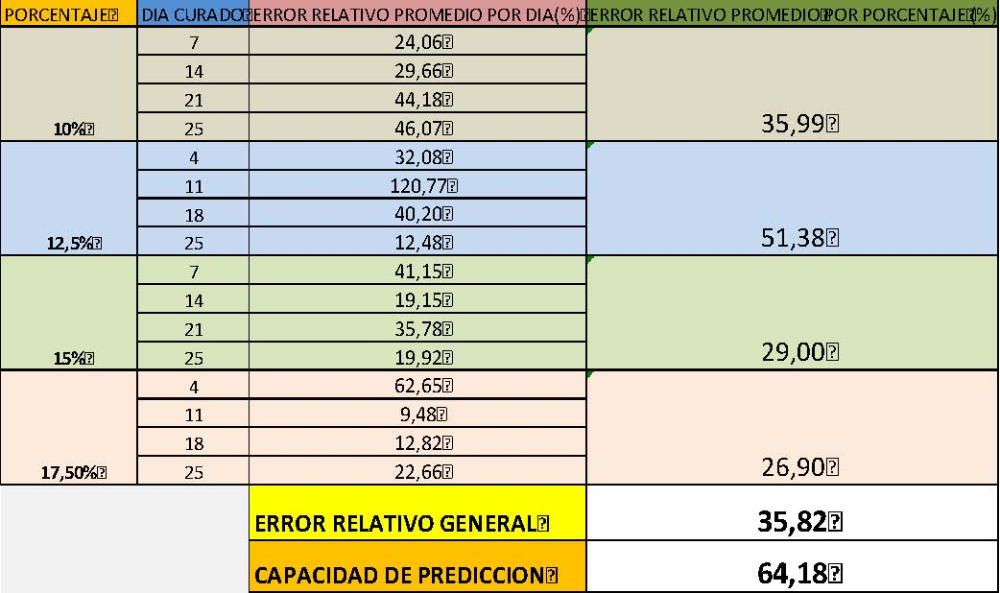 PORCENTAJE DIA CURADO ERROR RELATIVO PROMEDIO POR DIA(%) ERROR RELATIVO PROMEDIO POR PORCENTAJE (%)
7 24,06
14 29,66
21 44,18
10% 25 46,07 35,99
4 32,08
11 120,77
18 40,20
12,5% 25 12,48 51,38
7 41,15
14 19,15
21 35,78
15% 25 19,92 29,00
4 62,65
11 9,48
18 12,82
17,50% 25 22,66 26,90
ERROR RELATIVO GENERAL 35,82
CAPACIDAD DE PREDICCION 64,18